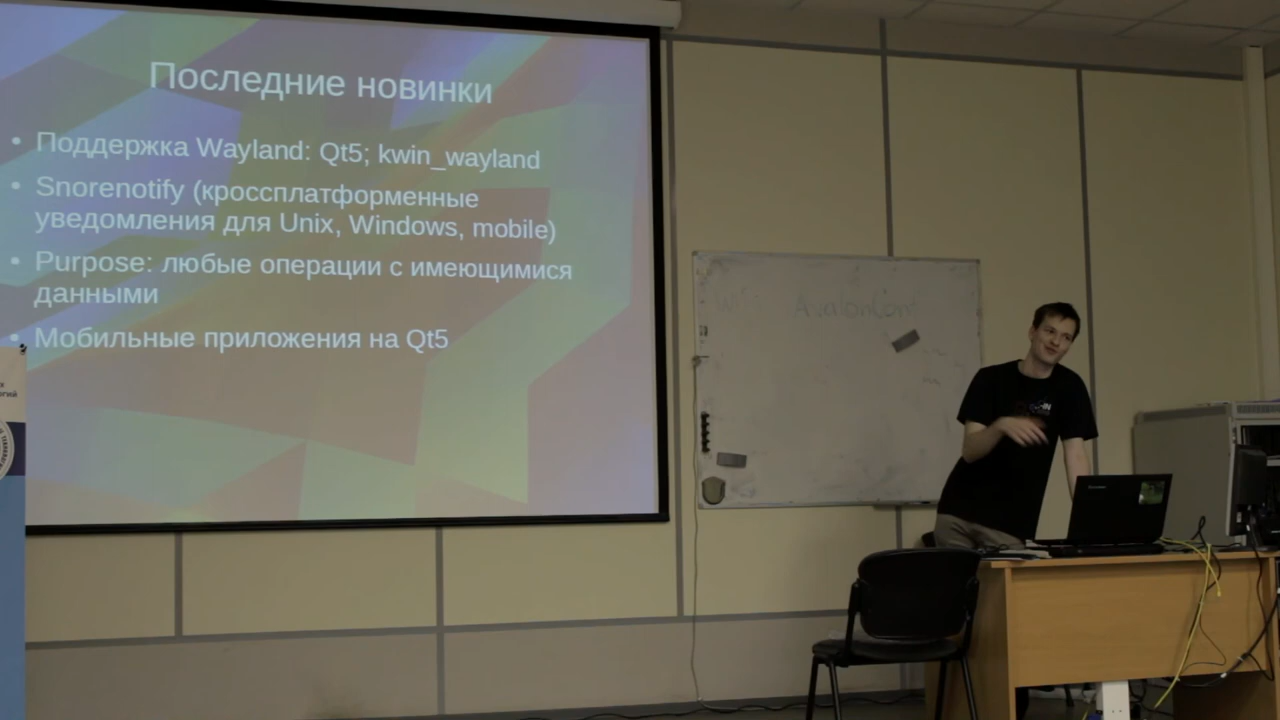 Последние новинки
• Поддержка Wayland: Qt5; kwin_wayland
• Snorenotify (кроссплатформенные
уведомления для Unix, Windows, mobile)
• Purpose: любые операции с имеющимися
данными
• Мобильные приложения на Qt5